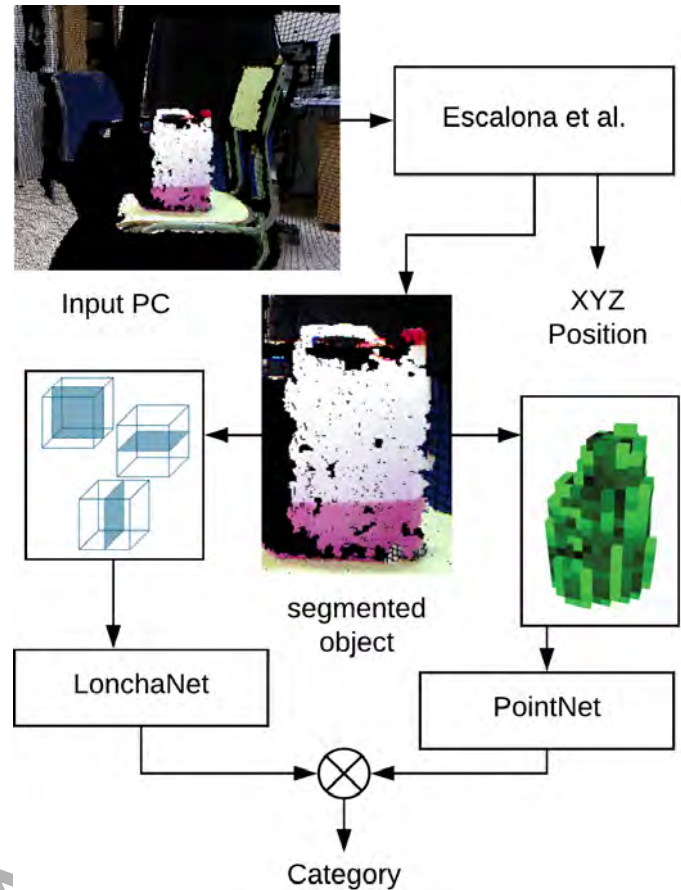 Escalona et al.
Input PC
XYZ
Position
segmented
object
LonchaNet
PointNet
Category